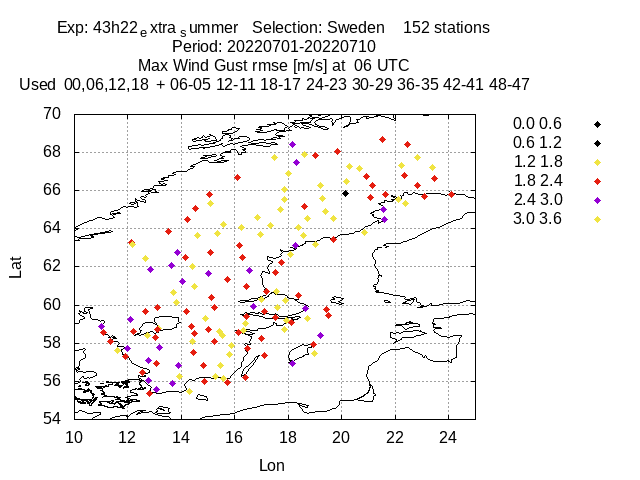 Exp: 43h22extrasummer Selection: Sweden 152 stations
Period: 20220701-20220710
Max Wind Gust rmse [m/s] at 06 UTC
Used 00,06,12,18 + 06-05 12-11 18-17 24-23 30-29 36-35 42-41 48-47
70
68
66
64
62
60
58
56
54
Lat
10 12 14 16 18 20 22 24
Lon
0.0 0.6
0.6 1.2
1.2 1.8
1.8 2.4
2.4 3.0
3.0 3.6